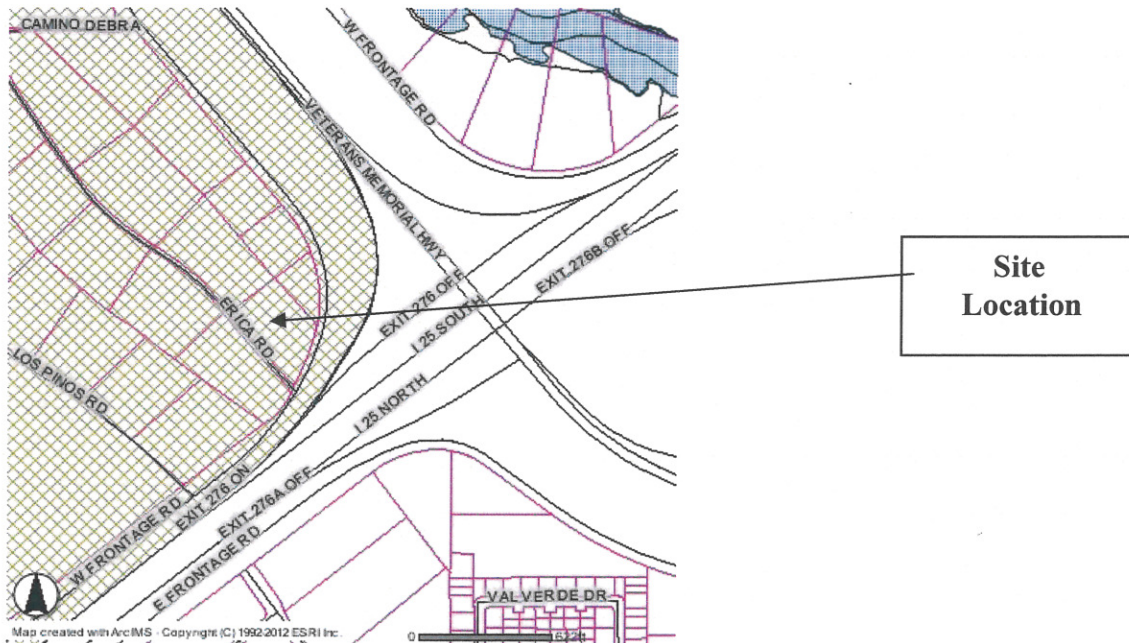 CAMINO DEBRA
W FRONTAGE RD
VETERANS MEMORIAL HWY
EXIT 276 OFF
I 25 SOUTH
EXIT 276B OFF
ERICA RD
Site
Location
LOS PINOS RD
I 25 NORTH
EXIT 276A OFF
EXIT 276 ON
W FRONTAGE RD
E FRONTAGE RD
VALVERDE DR
Map created with ArcIMS - Copyright (C) 1992-2012 ESRI Inc.
0